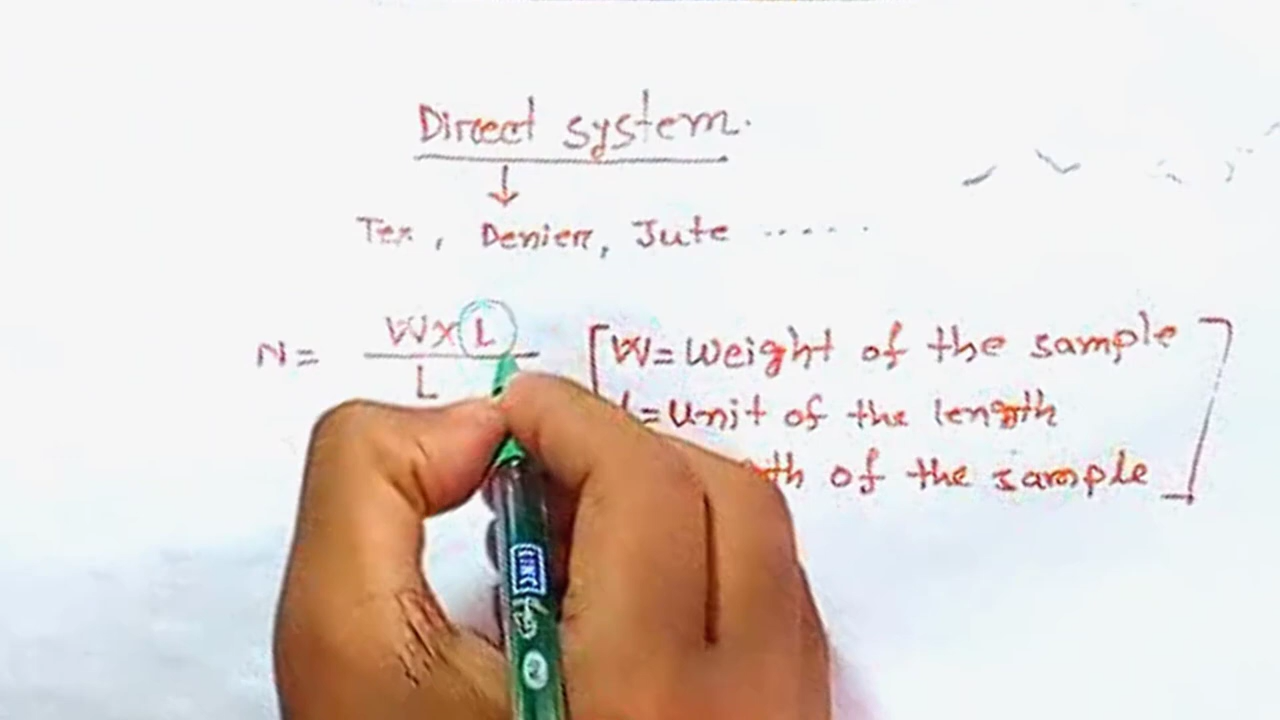 Direct system.
↓
Tex, Denier, Jute .....
N = W×L / L
[W=Weight of the sample
=Unit of the length
of the sample]